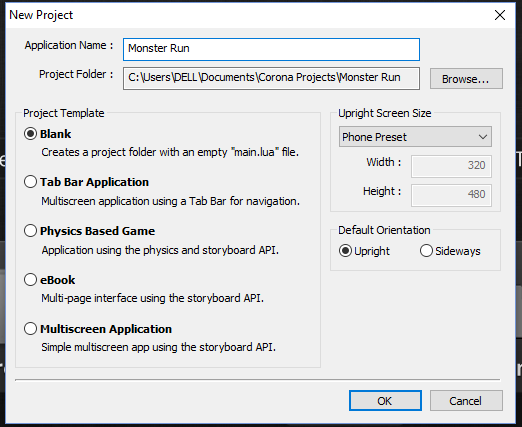 New Project
Application Name :
Monster Run
Project Folder :
C:\Users\DELL\Documents\Corona Projects\Monster Run
Browse...
Project Template
Blank
Creates a project folder with an empty "main.lua" file.
Tab Bar Application
Multiscreen application using a Tab Bar for navigation.
Physics Based Game
Application using the physics and storyboard API.
eBook
Multi-page interface using the storyboard API.
Multiscreen Application
Simple multiscreen app using the storyboard API.
Upright Screen Size
Phone Preset
Width :
320
Height :
480
Default Orientation
Upright
Sideways
OK
Cancel